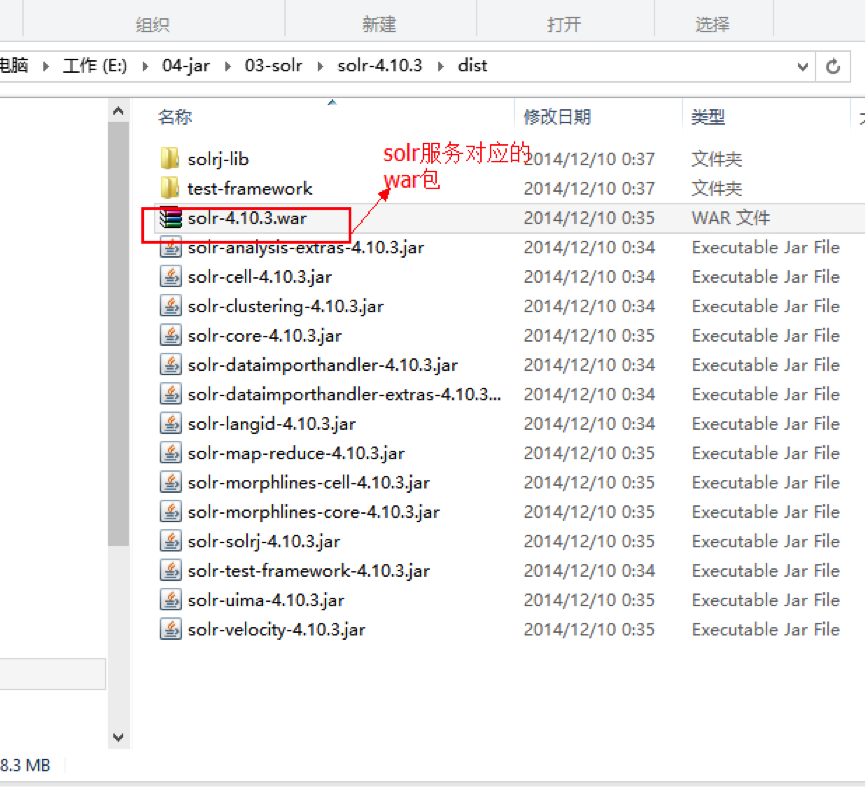 组织 新建 打开 选择
电脑 工作 (E:) 04-jar 03-solr solr-4.10.3 dist
名称 修改日期 类型
solr服务对应的
war包
solrj-lib 2014/12/10 0:37 文件夹
test-framework 2014/12/10 0:37 文件夹
solr-4.10.3.war 2014/12/10 0:35 WAR 文件
solr-analysis-extras-4.10.3.jar 2014/12/10 0:34 Executable Jar File
solr-cell-4.10.3.jar 2014/12/10 0:34 Executable Jar File
solr-clustering-4.10.3.jar 2014/12/10 0:34 Executable Jar File
solr-core-4.10.3.jar 2014/12/10 0:35 Executable Jar File
solr-dataimporthandler-4.10.3.jar 2014/12/10 0:34 Executable Jar File
solr-dataimporthandler-extras-4.10.3... 2014/12/10 0:34 Executable Jar File
solr-langid-4.10.3.jar 2014/12/10 0:34 Executable Jar File
solr-map-reduce-4.10.3.jar 2014/12/10 0:35 Executable Jar File
solr-morphlines-cell-4.10.3.jar 2014/12/10 0:35 Executable Jar File
solr-morphlines-core-4.10.3.jar 2014/12/10 0:35 Executable Jar File
solr-solrj-4.10.3.jar 2014/12/10 0:35 Executable Jar File
solr-test-framework-4.10.3.jar 2014/12/10 0:34 Executable Jar File
solr-uima-4.10.3.jar 2014/12/10 0:35 Executable Jar File
solr-velocity-4.10.3.jar 2014/12/10 0:35 Executable Jar File
8.3 MB